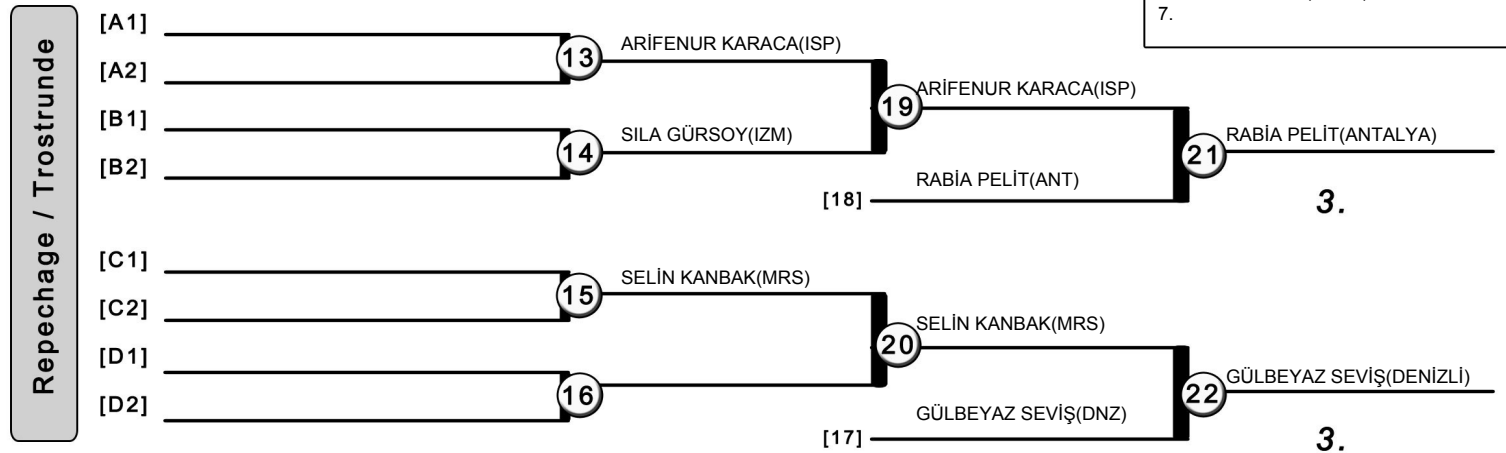 7.
Repechage / Trostrunde
[A1]
[A2]
13
ARİFENUR KARACA(ISP)
[B1]
[B2]
14
SILA GÜRSOY(IZM)
19
ARİFENUR KARACA(ISP)
[18]
RABİA PELİT(ANT)
21
RABİA PELİT(ANTALYA)
3.
[C1]
[C2]
15
SELİN KANBAK(MRS)
[D1]
[D2]
16
20
SELİN KANBAK(MRS)
[17]
GÜLBEYAZ SEVİŞ(DNZ)
22
GÜLBEYAZ SEVİŞ(DENİZLİ)
3.